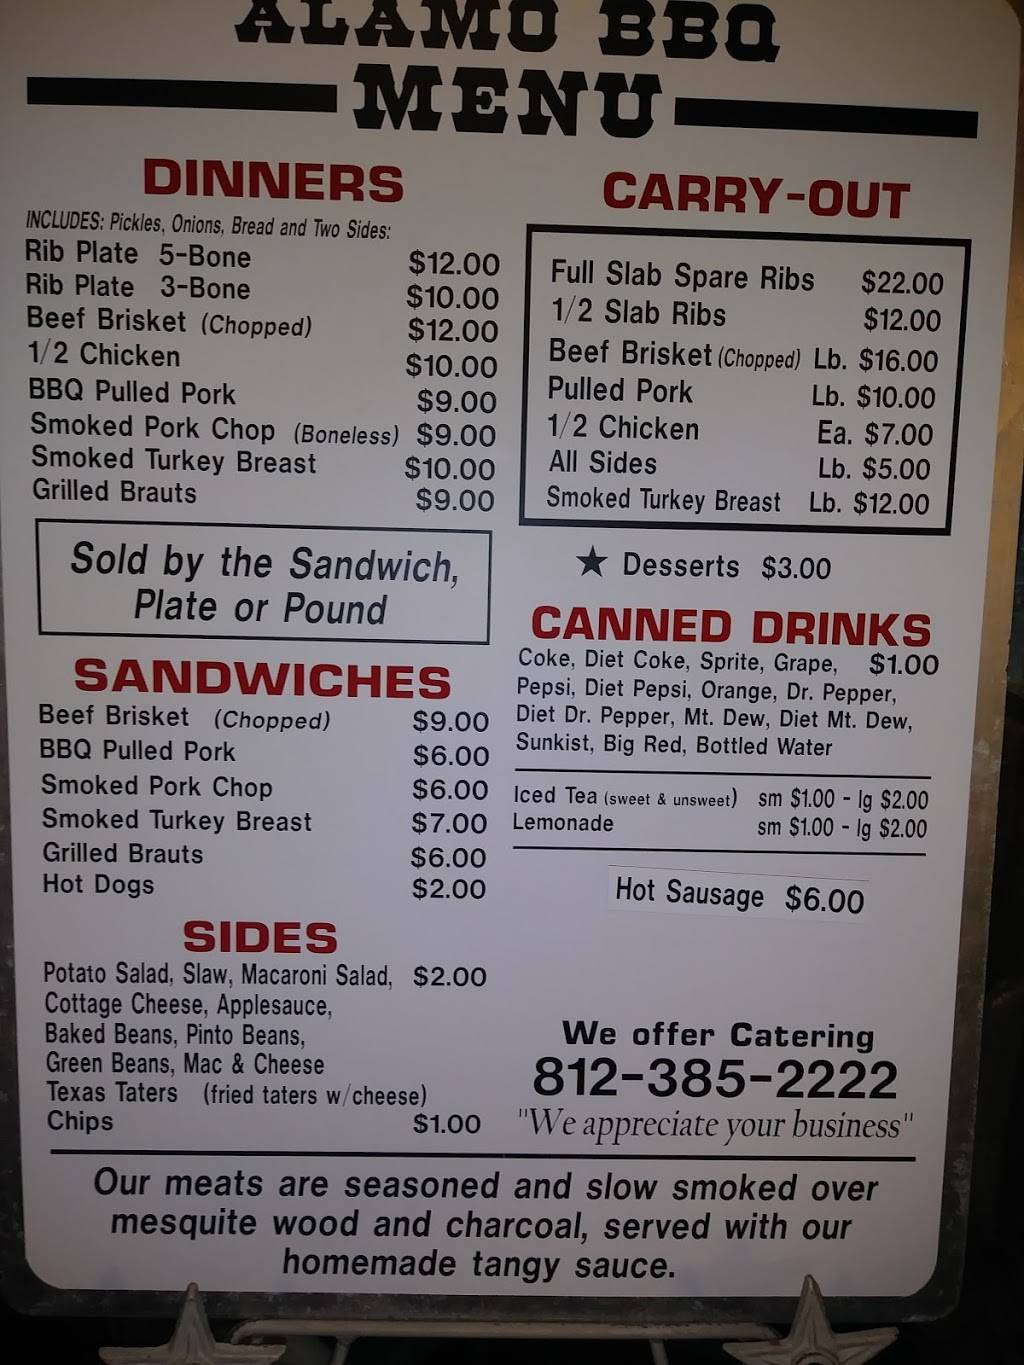 ALAMO BBQ
MENU
DINNERS
INCLUDES: Pickles, Onions, Bread and Two Sides:
Rib Plate 5-Bone $12.00
Rib Plate 3-Bone $10.00
Beef Brisket (Chopped) $12.00
1/2 Chicken $10.00
BBQ Pulled Pork $9.00
Smoked Pork Chop (Boneless) $9.00
Smoked Turkey Breast $10.00
Grilled Brauts $9.00
Sold by the Sandwich,
Plate or Pound
SANDWICHES
Beef Brisket (Chopped) $9.00
BBQ Pulled Pork $6.00
Smoked Pork Chop $6.00
Smoked Turkey Breast $7.00
Grilled Brauts $6.00
Hot Dogs $2.00
SIDES
Potato Salad, Slaw, Macaroni Salad, $2.00
Cottage Cheese, Applesauce,
Baked Beans, Pinto Beans,
Green Beans, Mac & Cheese
Texas Taters (fried taters w/cheese)
Chips $1.00
CARRY-OUT
Full Slab Spare Ribs $22.00
1/2 Slab Ribs $12.00
Beef Brisket (Chopped) Lb. $16.00
Pulled Pork Lb. $10.00
1/2 Chicken Ea. $7.00
All Sides Lb. $5.00
Smoked Turkey Breast Lb. $12.00
★ Desserts $3.00
CANNED DRINKS
Coke, Diet Coke, Sprite, Grape, $1.00
Pepsi, Diet Pepsi, Orange, Dr. Pepper,
Diet Dr. Pepper, Mt. Dew, Diet Mt. Dew,
Sunkist, Big Red, Bottled Water
Iced Tea (sweet & unsweet) sm $1.00 - lg $2.00
Lemonade sm $1.00 - lg $2.00
Hot Sausage $6.00
We offer Catering
812-385-2222
"We appreciate your business"
Our meats are seasoned and slow smoked over
mesquite wood and charcoal, served with our
homemade tangy sauce.